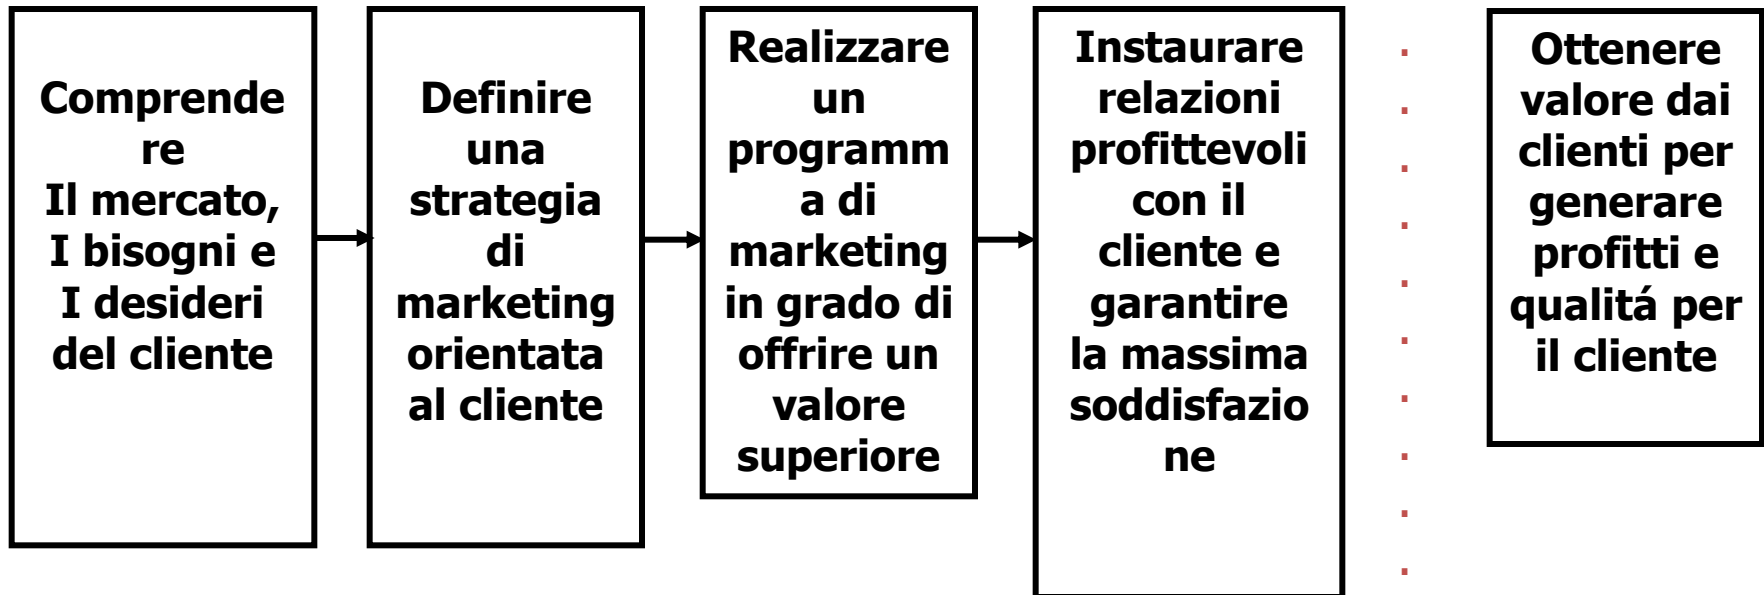 Comprende
re
Il mercato,
I bisogni e
I desideri
del cliente
Definire
una
strategia
di
marketing
orientata
al cliente
Realizzare
un
programm
a di
marketing
in grado di
offrire un
valore
superiore
Instaurare
relazioni
profittevoli
con il
cliente e
garantire
la massima
soddisfazio
ne
Ottenere
valore dai
clienti per
generare
profitti e
qualitá per
il cliente